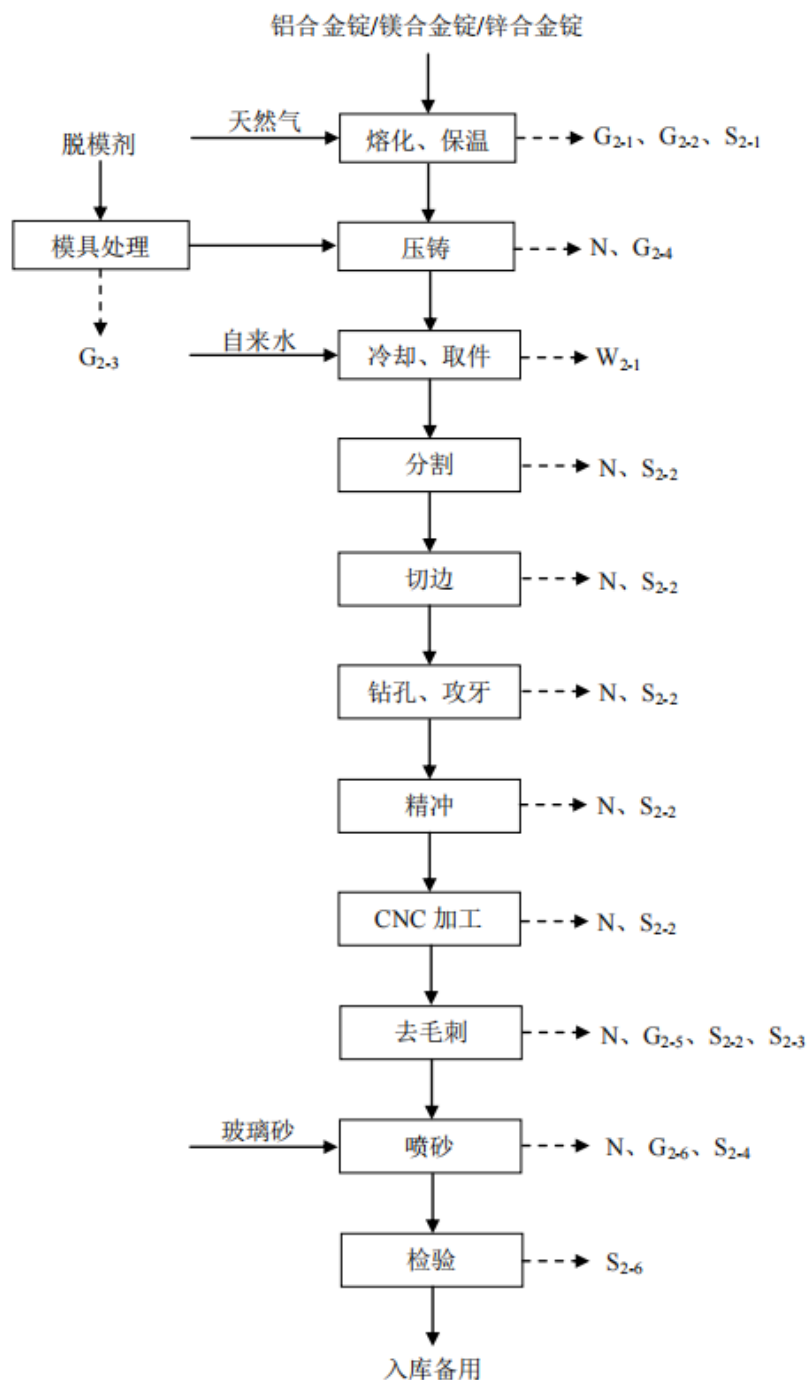 铝合金锭/镁合金锭/锌合金锭
天然气
熔化、保温
G₂₋₁、G₂₋₂、S₂₋₁
脱模剂
模具处理
压铸
N、G₂₋₄
G₂₋₃
自来水
冷却、取件
W₂₋₁
分割
N、S₂₋₂
切边
N、S₂₋₂
钻孔、攻牙
N、S₂₋₂
精冲
N、S₂₋₂
CNC 加工
N、S₂₋₂
去毛刺
N、G₂₋₅、S₂₋₂、S₂₋₃
玻璃砂
喷砂
N、G₂₋₆、S₂₋₄
检验
S₂₋₆
入库备用